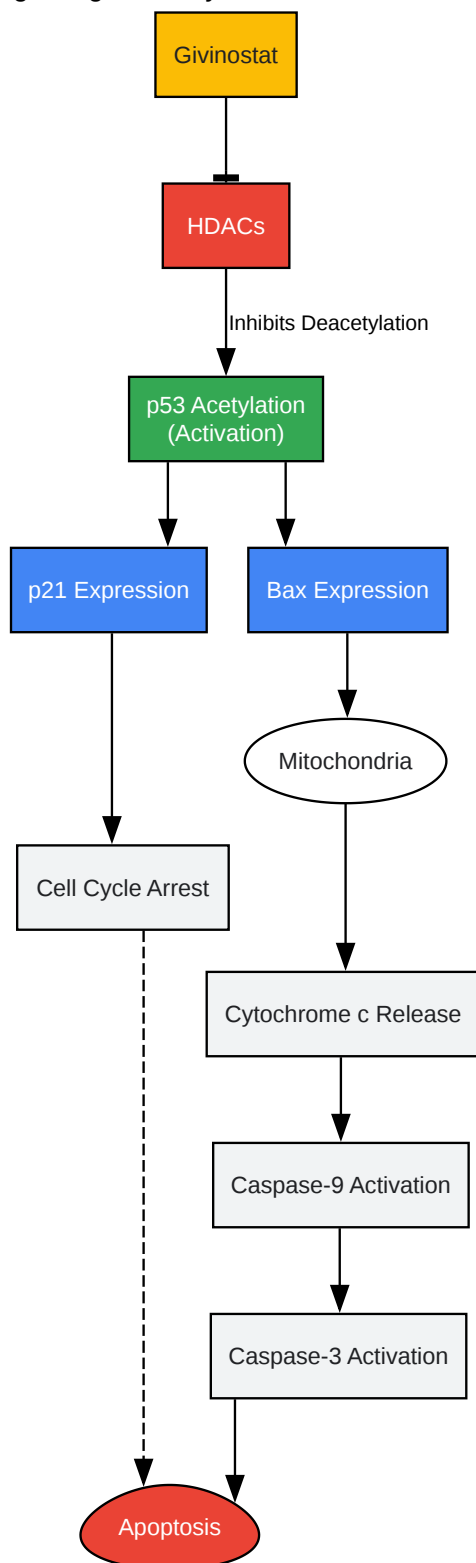 Givinostat
HDACs
Inhibits Deacetylation
p53 Acetylation
(Activation)
p21 Expression
Bax Expression
Mitochondria
Cell Cycle Arrest
Cytochrome c Release
Caspase-9 Activation
Caspase-3 Activation
Apoptosis